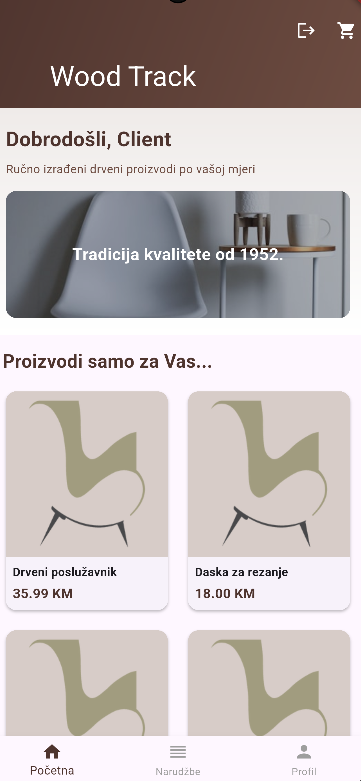 Wood Track
Dobrodošli, Client
Ručno izrađeni drveni proizvodi po vašoj mjeri
Tradicija kvalitete od 1952.
Proizvodi samo za Vas...
Drveni poslužavnik
35.99 KM
Daska za rezanje
18.00 KM
Početna
Narudžbe
Profil